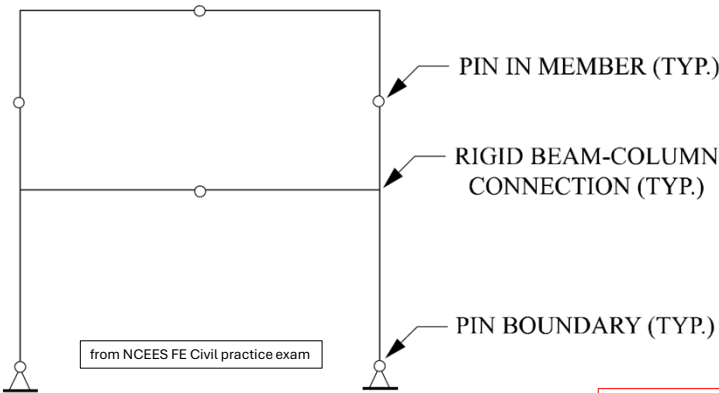 PIN IN MEMBER (TYP.)
RIGID BEAM-COLUMN
CONNECTION (TYP.)
from NCEES FE Civil practice exam
PIN BOUNDARY (TYP.)